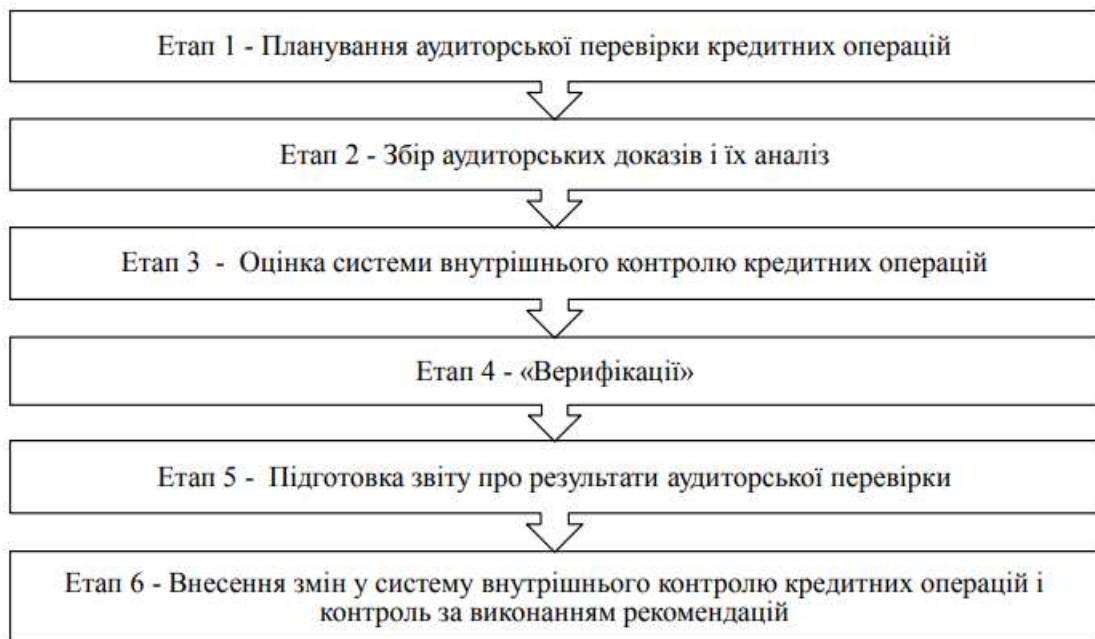 Етап 1 - Планування аудиторської перевірки кредитних операцій
Етап 2 - Збір аудиторських доказів і їх аналіз
Етап 3 - Оцінка системи внутрішнього контролю кредитних операцій
Етап 4 - «Верифікації»
Етап 5 - Підготовка звіту про результати аудиторської перевірки
Етап 6 - Внесення змін у систему внутрішнього контролю кредитних операцій і
контроль за виконанням рекомендацій